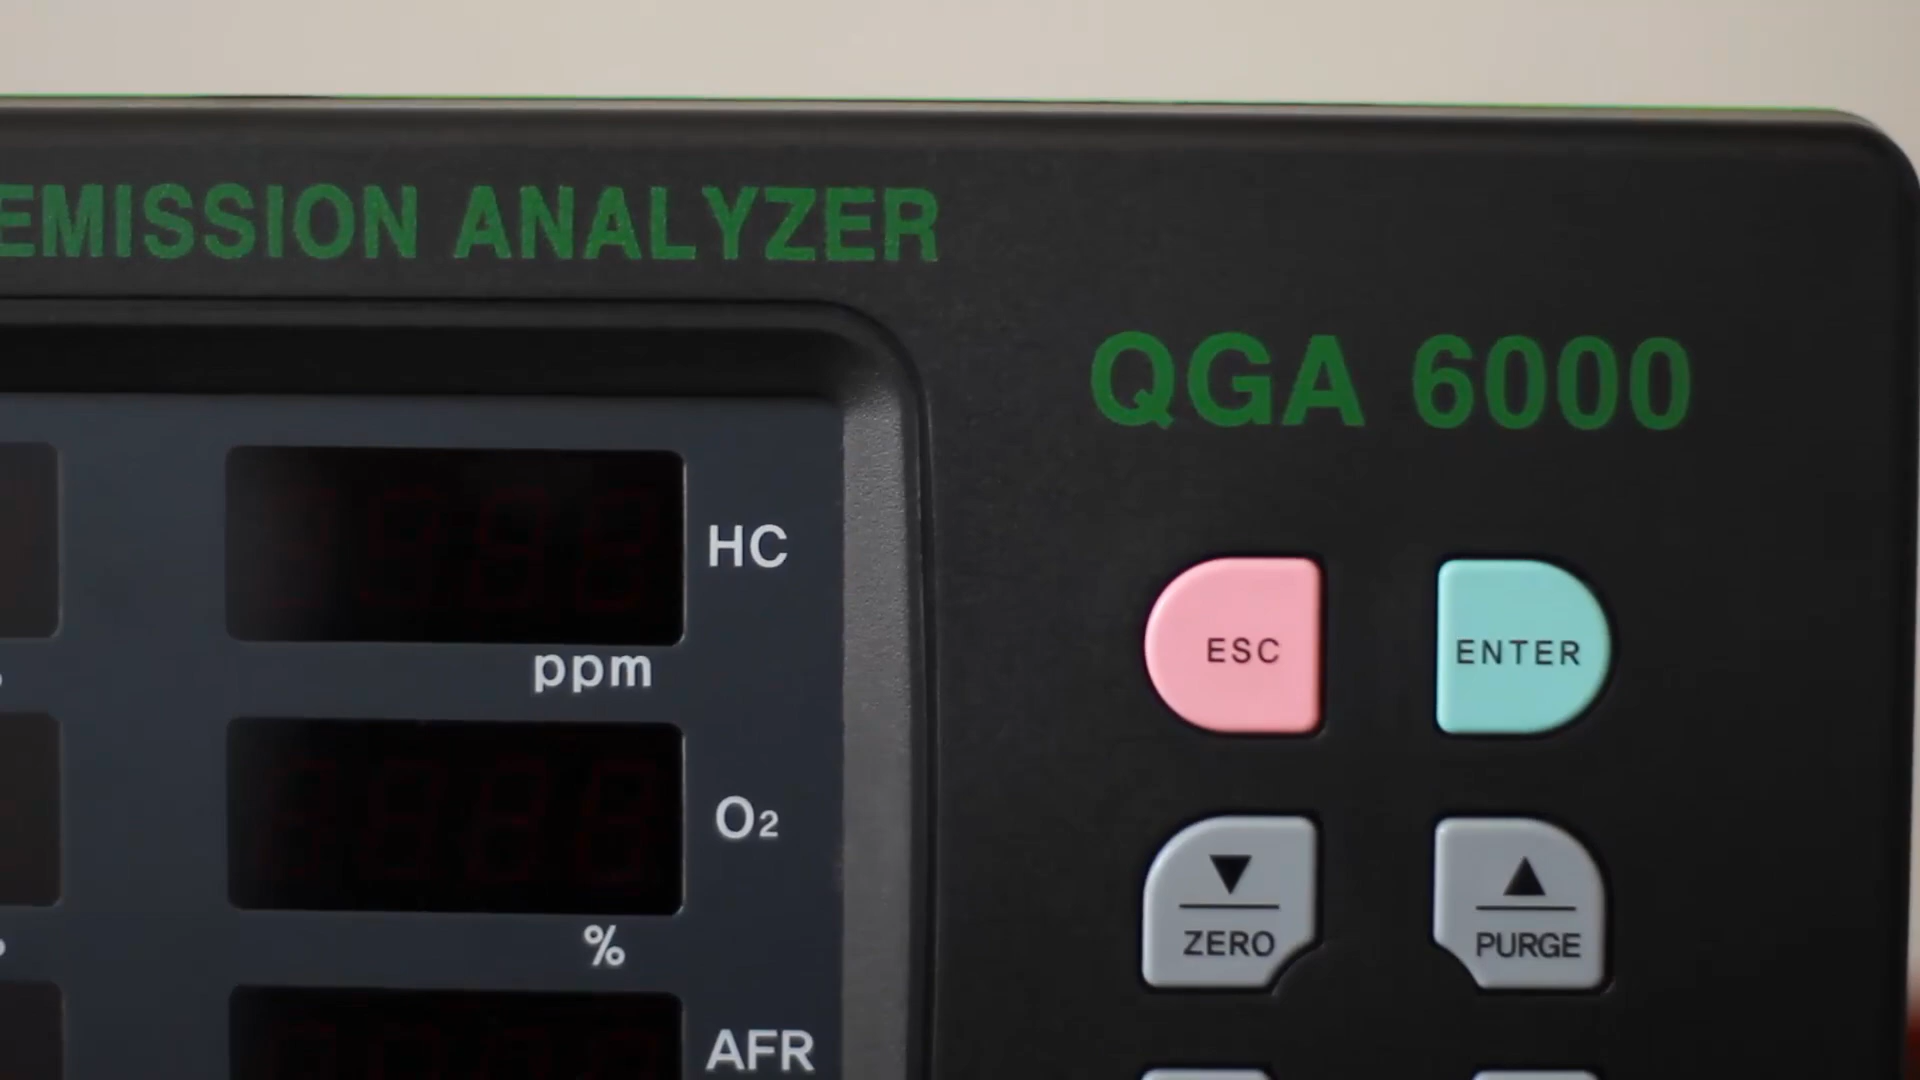 EMISSION ANALYZER
QGA 6000
HC
ppm
ESC
ENTER
O2
%
▼
ZERO
▲
PURGE
AFR